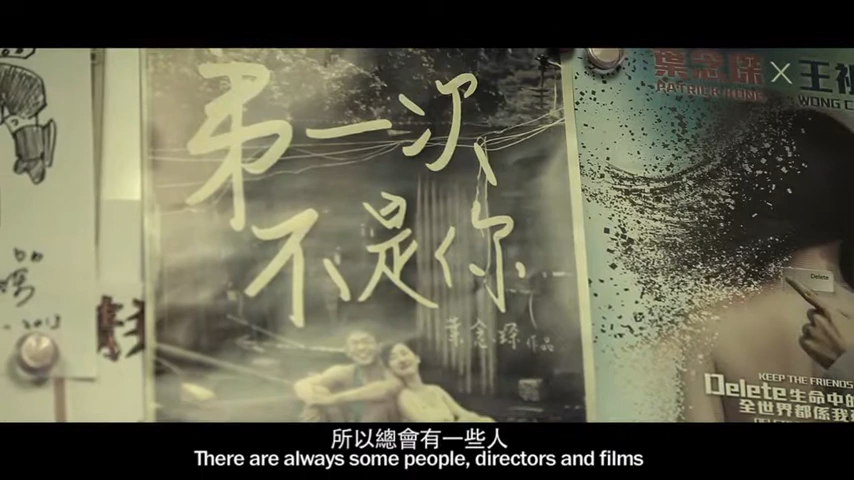 第一次
不是你
葉念琛 作品
葉念琛 × 王祖
PATRICK KONG
WONG C
Delete
KEEP THE FRIENDS
Delete生命中的
全世界都係我
2013
所以總會有一些人
There are always some people, directors and films